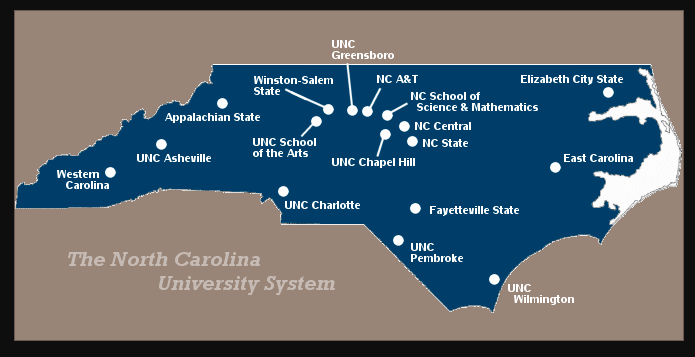 UNC
Greensboro
Winston-Salem
State
NC A&T
Elizabeth City State
NC School of
Science & Mathematics
Appalachian State
NC Central
UNC School
of the Arts
NC State
UNC Asheville
UNC Chapel Hill
East Carolina
Western
Carolina
UNC Charlotte
Fayetteville State
UNC
Pembroke
The North Carolina
University System
UNC
Wilmington